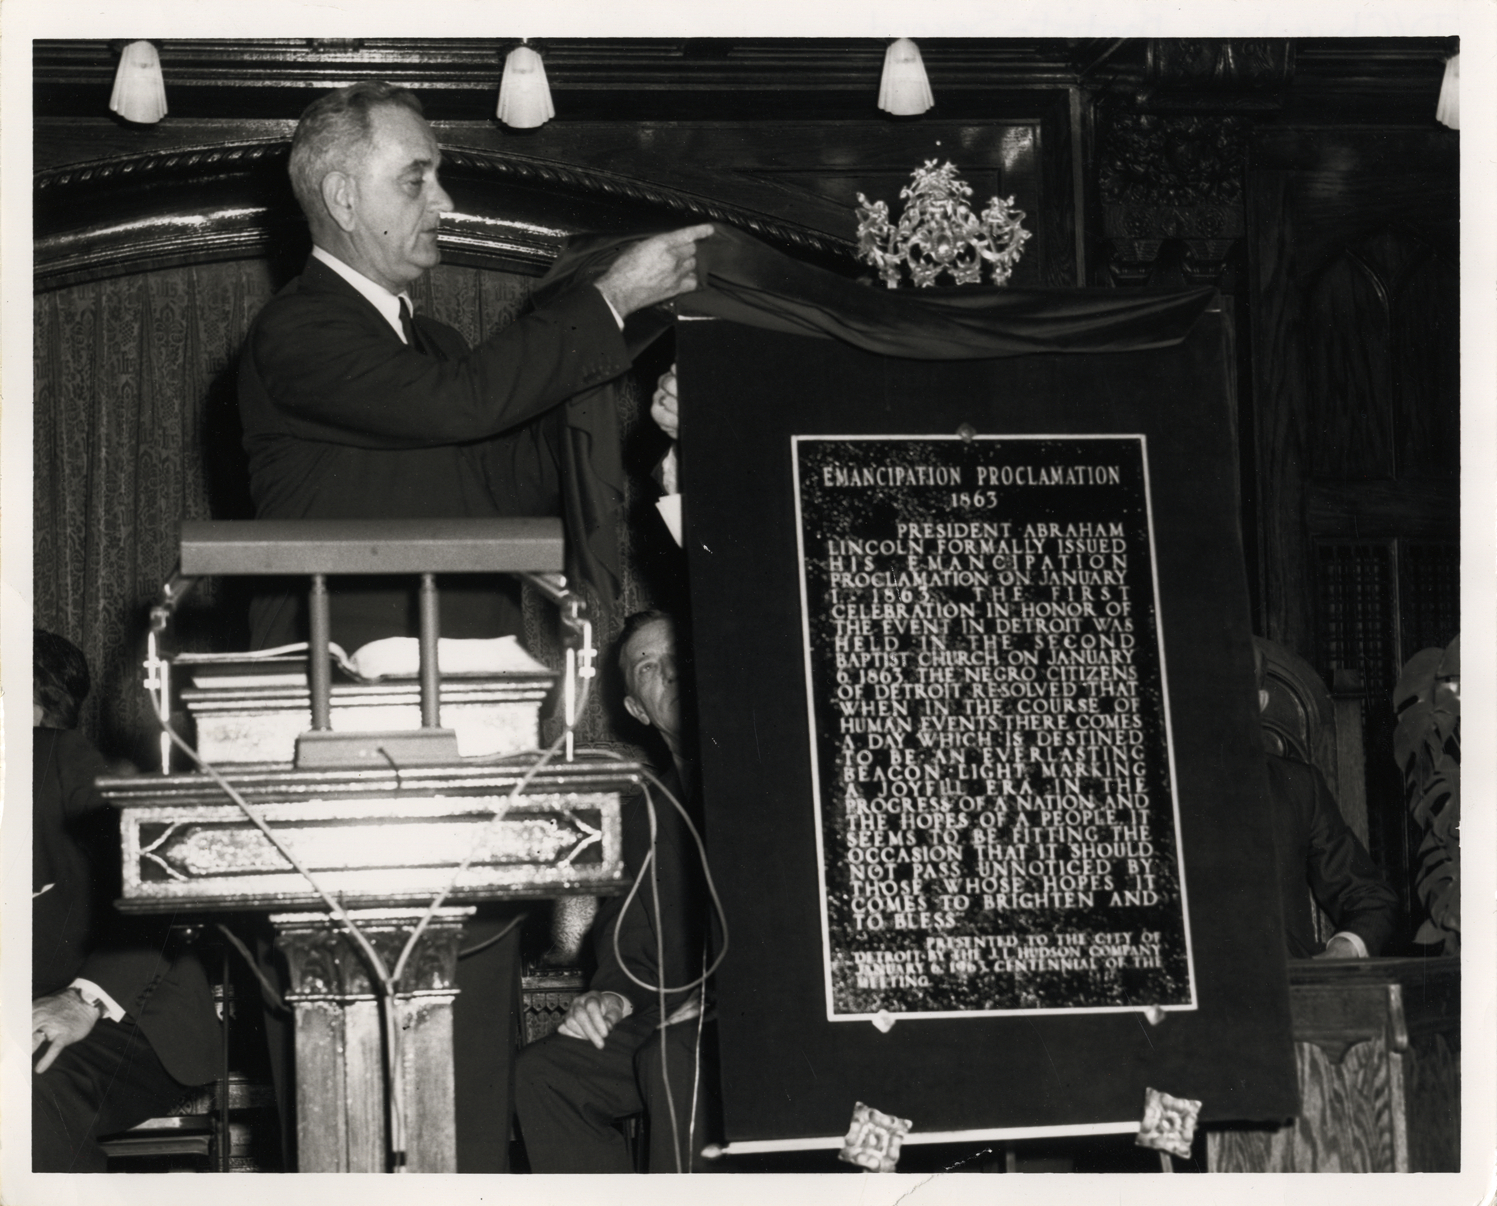 EMANCIPATION PROCLAMATION
1863
PRESIDENT ABRAHAM
LINCOLN FORMALLY ISSUED
HIS EMANCIPATION
PROCLAMATION ON JANUARY
1, 1863. THE FIRST
CELEBRATION IN HONOR OF
THE EVENT IN DETROIT WAS
HELD IN THE SECOND
BAPTIST CHURCH ON JANUARY
6, 1863. THE NEGRO CITIZENS
OF DETROIT RESOLVED THAT
"WHEN IN THE COURSE OF
HUMAN EVENTS THERE COMES
A DAY WHICH IS DESTINED
TO BE AN EVERLASTING
BEACON-LIGHT, MARKING
A JOYFUL ERA IN THE
PROGRESS OF A NATION AND
THE HOPES OF A PEOPLE, IT
SEEMS TO BE FITTING THE
OCCASION THAT IT SHOULD
NOT PASS UNNOTICED BY
THOSE WHOSE HOPES IT
COMES TO BRIGHTEN AND
TO BLESS"
PRESENTED TO THE CITY OF
DETROIT BY THE J.L. HUDSON COMPANY
JANUARY 6, 1963, CENTENNIAL OF THE
MEETING.